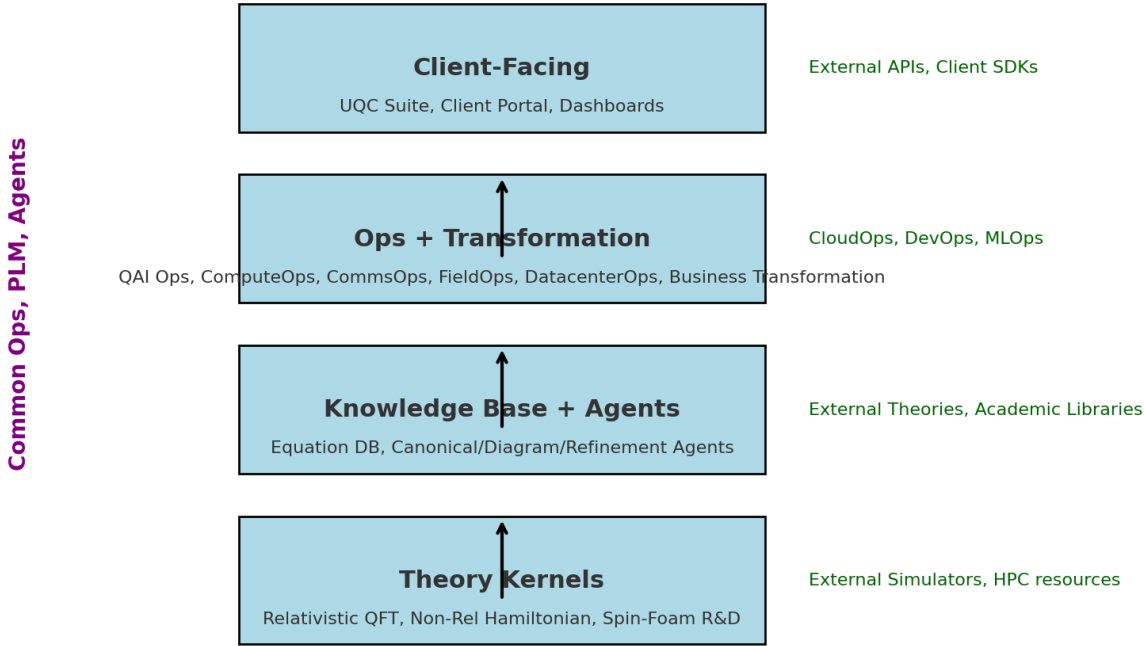 Common Ops, PLM, Agents
Client-Facing
UQC Suite, Client Portal, Dashboards
External APIs, Client SDKs
Ops + Transformation
QAI Ops, ComputeOps, CommsOps, FieldOps, DatacenterOps, Business Transformation
CloudOps, DevOps, MLOps
Knowledge Base + Agents
Equation DB, Canonical/Diagram/Refinement Agents
External Theories, Academic Libraries
Theory Kernels
Relativistic QFT, Non-Rel Hamiltonian, Spin-Foam R&D
External Simulators, HPC resources